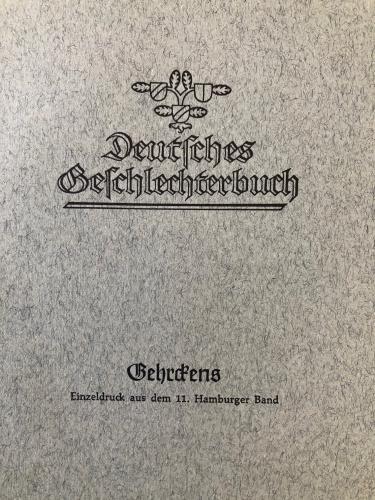 Deutſches
Geſchlechterbuch
Gehrckens
Einzeldruck aus dem 11. Hamburger Band